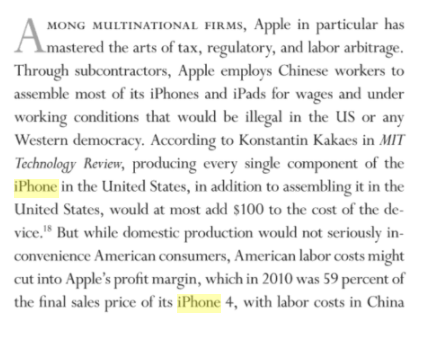 AMONG MULTINATIONAL FIRMS, Apple in particular has
mastered the arts of tax, regulatory, and labor arbitrage.
Through subcontractors, Apple employs Chinese workers to
assemble most of its iPhones and iPads for wages and under
working conditions that would be illegal in the US or any
Western democracy. According to Konstantin Kakaes in MIT
Technology Review, producing every single component of the
iPhone in the United States, in addition to assembling it in the
United States, would at most add $100 to the cost of the de-
vice.¹⁸ But while domestic production would not seriously in-
convenience American consumers, American labor costs might
cut into Apple's profit margin, which in 2010 was 59 percent of
the final sales price of its iPhone 4, with labor costs in China